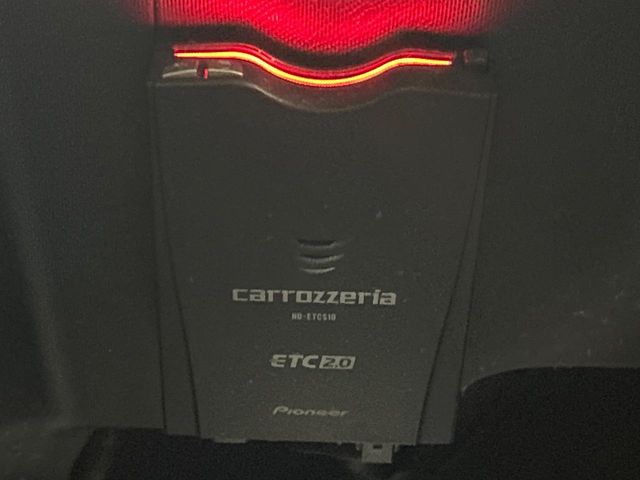 carrozzeria
ND-ETCS10
ETC2.0
Pioneer